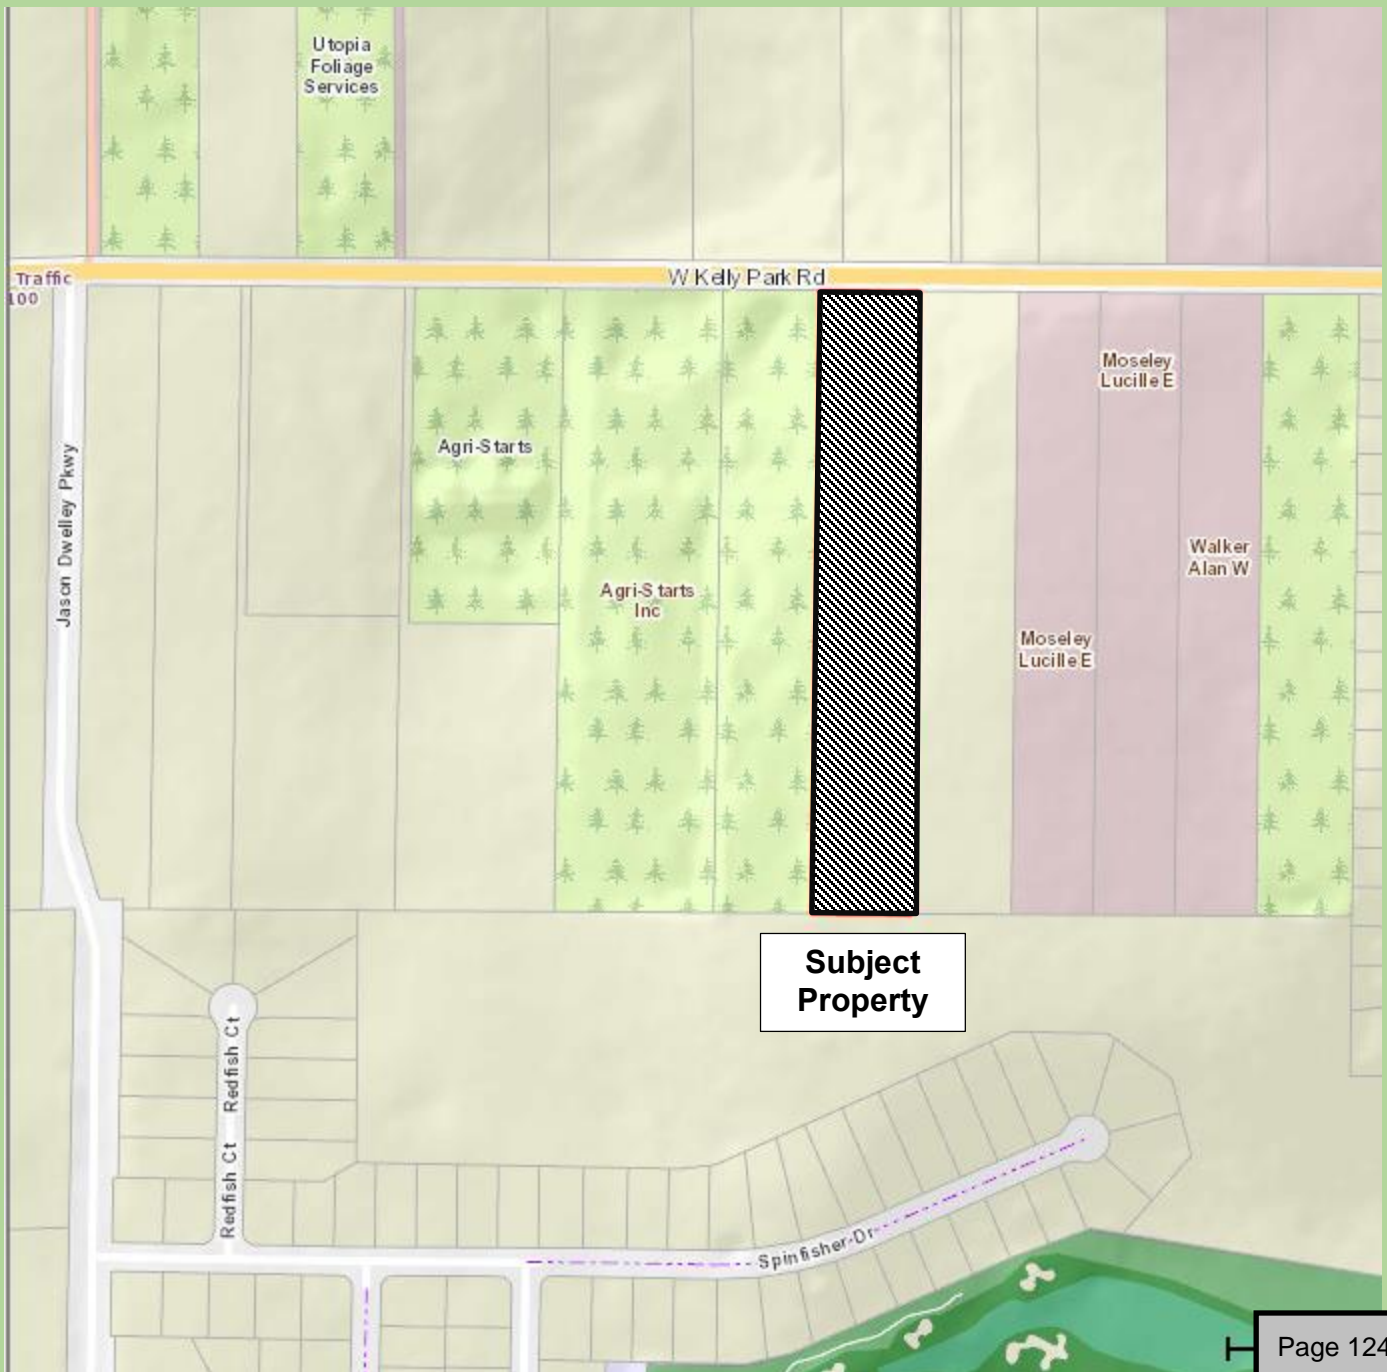 Utopia
Foliage
Services
Traffic
100
W Kelly Park Rd
Moseley
Lucille E
Agri-Starts
Jason Dwelley Pkwy
Walker
Alan W
Agri-Starts
Inc
Moseley
Lucille E
Subject
Property
Redfish Ct
Redfish Ct
Spinfisher Dr
Page 124